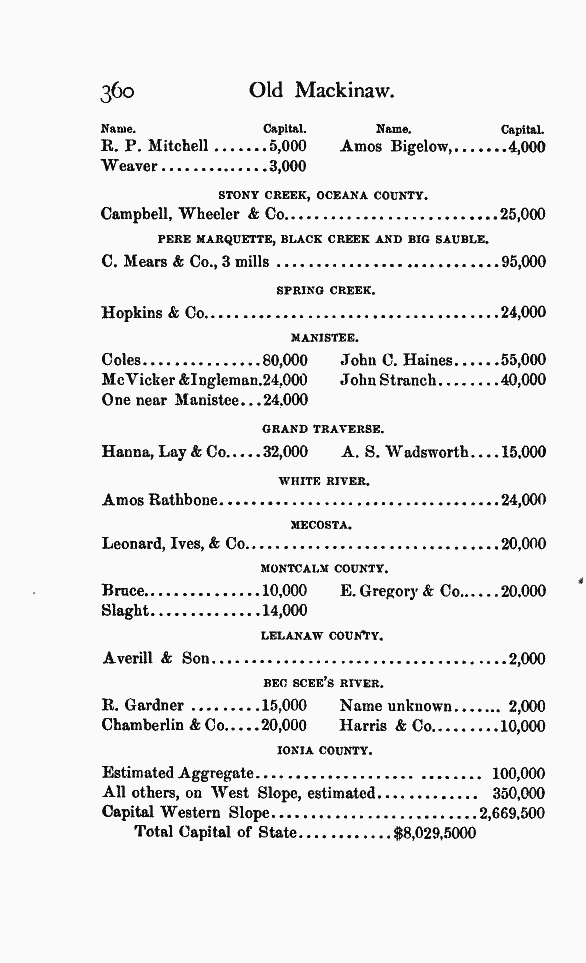 360 Old Mackinaw.
Name. Capital. Name. Capital.
R. P. Mitchell .......5,000 Amos Bigelow,.......4,000
Weaver..............3,000
STONY CREEK, OCEANA COUNTY.
Campbell, Wheeler & Co............................25,000
PERE MARQUETTE, BLACK CREEK AND BIG SAUBLE.
C. Mears & Co., 3 mills ............................95,000
SPRING CREEK.
Hopkins & Co......................................24,000
MANISTEE.
Coles...............80,000 John C. Haines......55,000
McVicker &Ingleman.24,000 John Stranch........40,000
One near Manistee...24,000
GRAND TRAVERSE.
Hanna, Lay & Co.....32,000 A. S. Wadsworth....15,000
WHITE RIVER.
Amos Rathbone...................................24,000
MECOSTA.
Leonard, Ives, & Co................................20,000
MONTCALM COUNTY.
Bruce...............10,000 E. Gregory & Co......20,000
Slaght..............14,000
LELANAW COUNTY.
Averill & Son.....................................2,000
BEC SCEE'S RIVER.
R. Gardner .........15,000 Name unknown....... 2,000
Chamberlin & Co.....20,000 Harris & Co.........10,000
IONIA COUNTY.
Estimated Aggregate.................... ........ 100,000
All others, on West Slope, estimated............. 350,000
Capital Western Slope..........................2,669,500
Total Capital of State............$8,029,5000